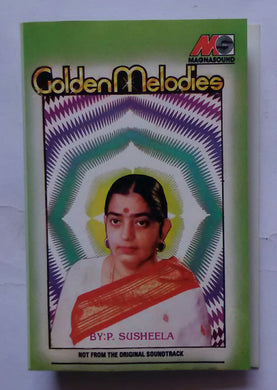 MAGNASOUND
Golden Melodies
BY:P. SUSHEELA
NOT FROM THE ORIGINAL SOUNDTRACK